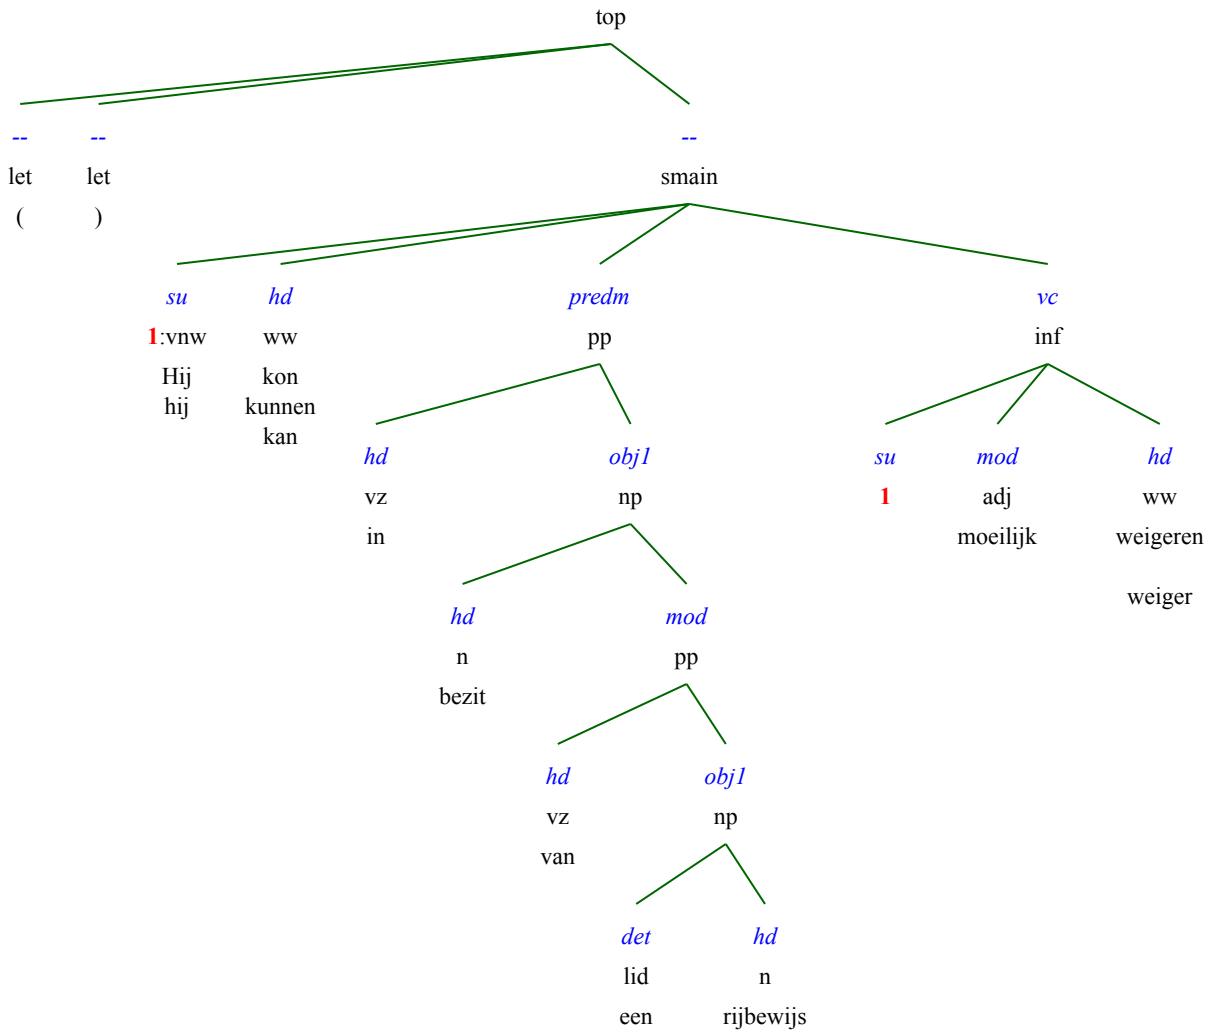 top
-- -- --
let let smain
( )
su hd predm vc
1:vnw ww pp inf
Hij kon
hij kunnen
kan
hd obj1 su mod hd
vz np 1 adj ww
in moeilijk weigeren
weiger
hd mod
n pp
bezit
hd obj1
vz np
van
det hd
lid n
een rijbewijs